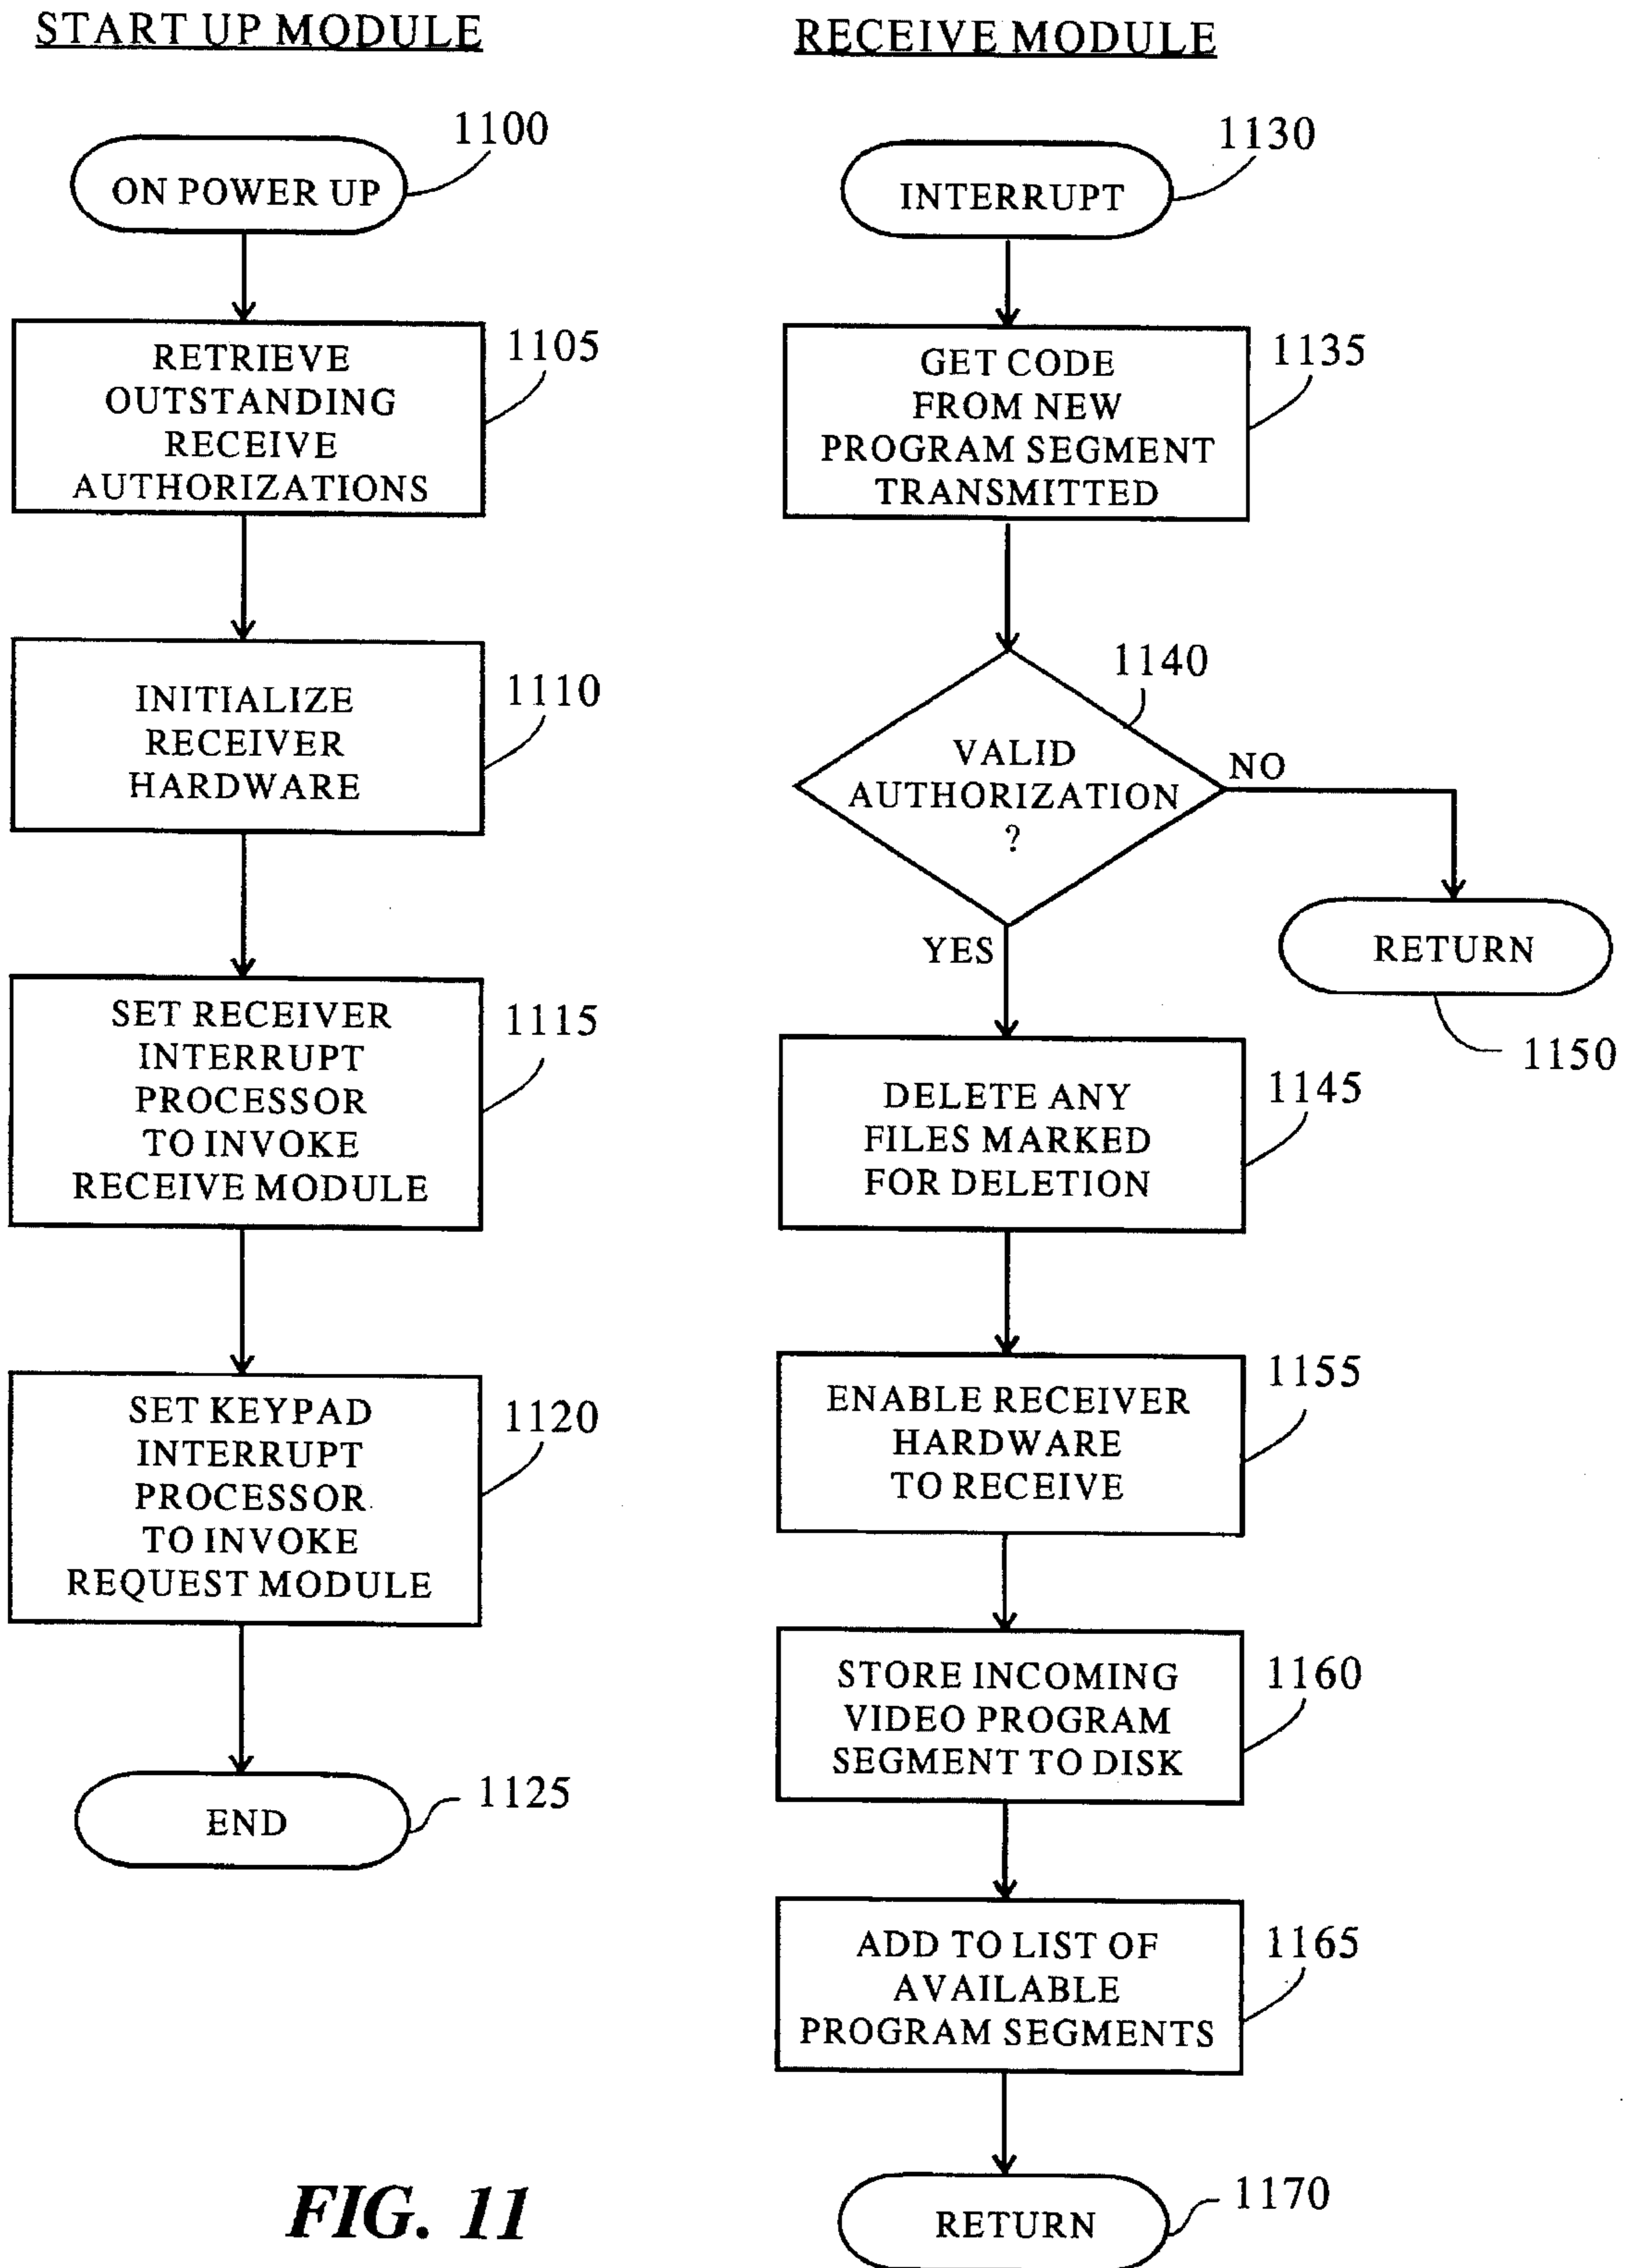 START UP MODULE
1100
ON POWER UP
1105
RETRIEVE
OUTSTANDING
RECEIVE
AUTHORIZATIONS
1110
INITIALIZE
RECEIVER
HARDWARE
1115
SET RECEIVER
INTERRUPT
PROCESSOR
TO INVOKE
RECEIVE MODULE
1120
SET KEYPAD
INTERRUPT
PROCESSOR
TO INVOKE
REQUEST MODULE
1125
END
RECEIVE MODULE
1130
INTERRUPT
1135
GET CODE
FROM NEW
PROGRAM SEGMENT
TRANSMITTED
1140
VALID
AUTHORIZATION
?
NO
RETURN
1150
YES
1145
DELETE ANY
FILES MARKED
FOR DELETION
1155
ENABLE RECEIVER
HARDWARE
TO RECEIVE
1160
STORE INCOMING
VIDEO PROGRAM
SEGMENT TO DISK
1165
ADD TO LIST OF
AVAILABLE
PROGRAM SEGMENTS
1170
RETURN
FIG. 11